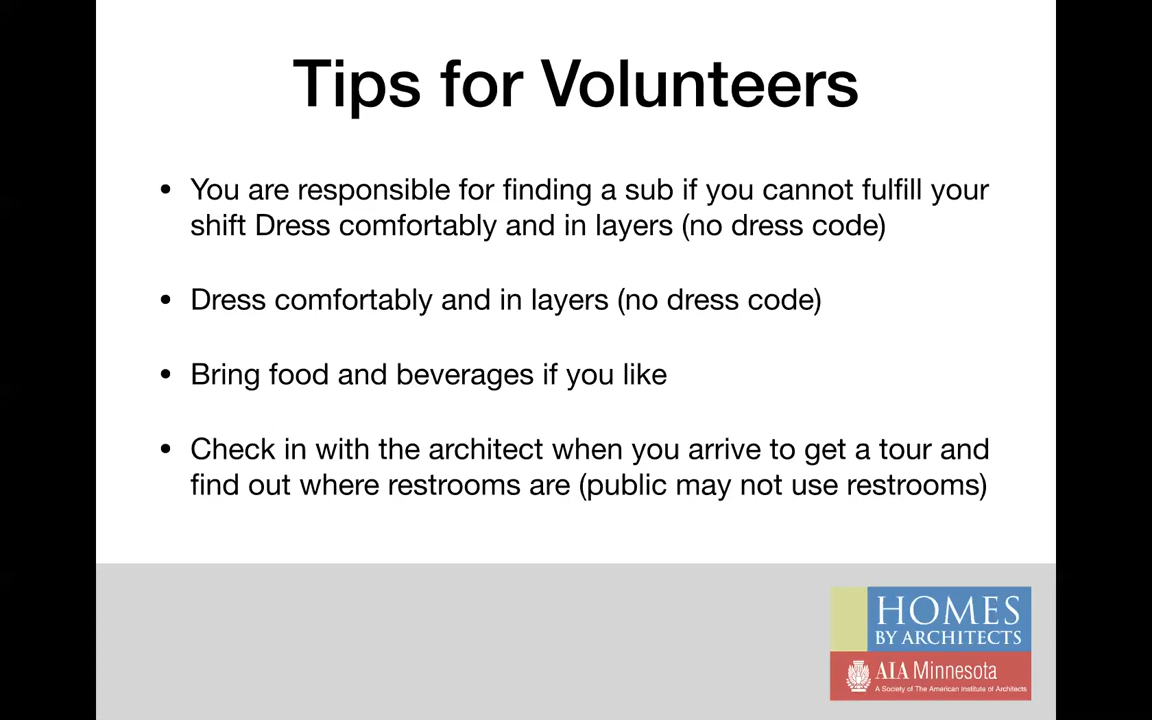 Tips for Volunteers
• You are responsible for finding a sub if you cannot fulfill your
shift Dress comfortably and in layers (no dress code)
• Dress comfortably and in layers (no dress code)
• Bring food and beverages if you like
• Check in with the architect when you arrive to get a tour and
find out where restrooms are (public may not use restrooms)
HOMES
BY ARCHITECTS
AIA Minnesota
A Society of The American Institute of Architects